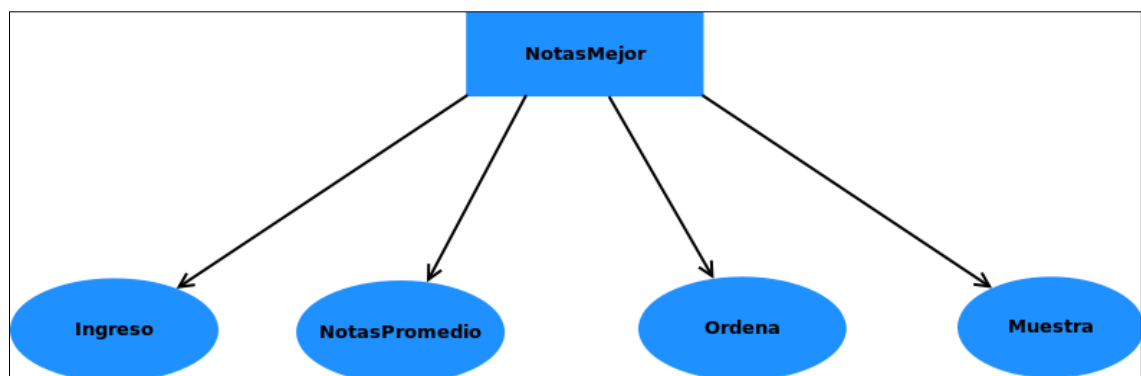 NotasMejor
Ingreso
NotasPromedio
Ordena
Muestra